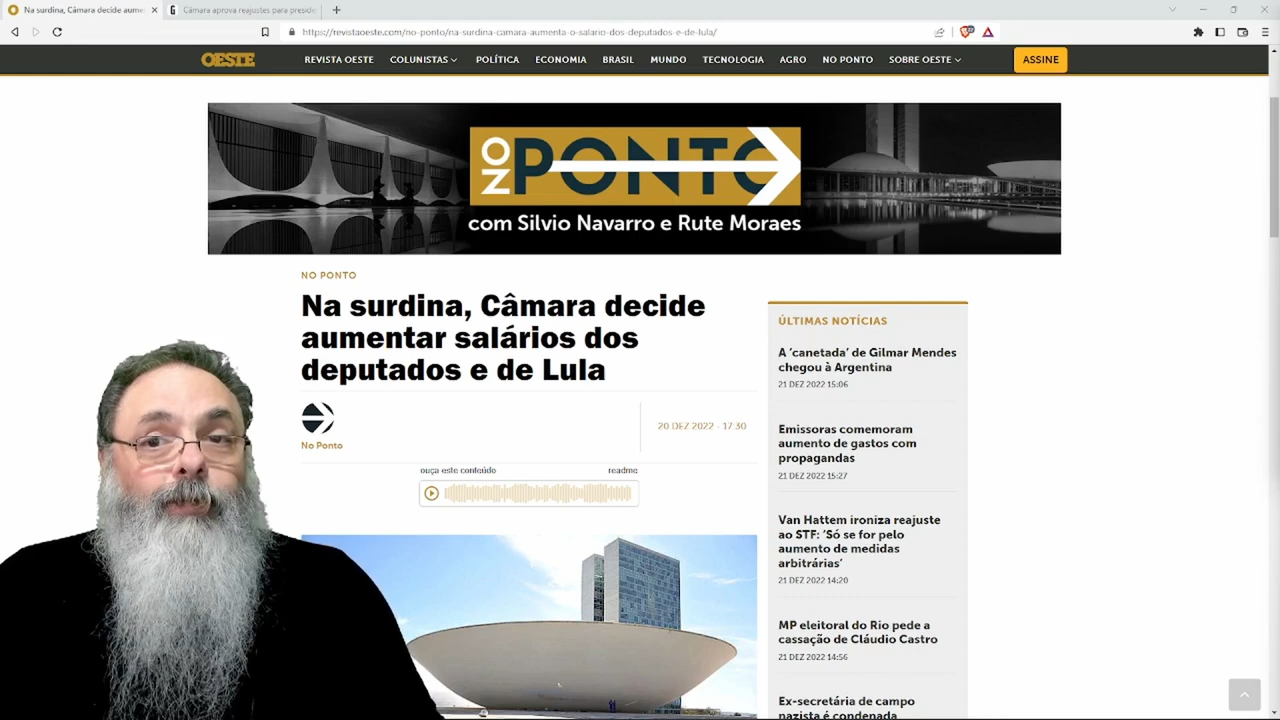 Na surdina, Câmara decide aume
Câmara aprova reajustes para preside
https://revistaoeste.com/no-ponto/na-surdina-camara-aumenta-o-salario-dos-deputados-e-de-lula/
OESTE
REVISTA OESTE COLUNISTAS POLÍTICA ECONOMIA BRASIL MUNDO TECNOLOGIA AGRO NO PONTO SOBRE OESTE ASSINE
NO PONTO
com Silvio Navarro e Rute Moraes
NO PONTO
Na surdina, Câmara decide
aumentar salários dos
deputados e de Lula
No Ponto
20 DEZ 2022 - 17:30
ouça este conteúdo readme
ÚLTIMAS NOTÍCIAS
A ‘canetada’ de Gilmar Mendes
chegou à Argentina
21 DEZ 2022 15:06
Emissoras comemoram
aumento de gastos com
propagandas
21 DEZ 2022 15:27
Van Hattem ironiza reajuste
ao STF: ‘Só se for pelo
aumento de medidas
arbitrárias’
21 DEZ 2022 14:20
MP eleitoral do Rio pede a
cassação de Cláudio Castro
21 DEZ 2022 14:56
Ex-secretária de campo
nazista é condenada